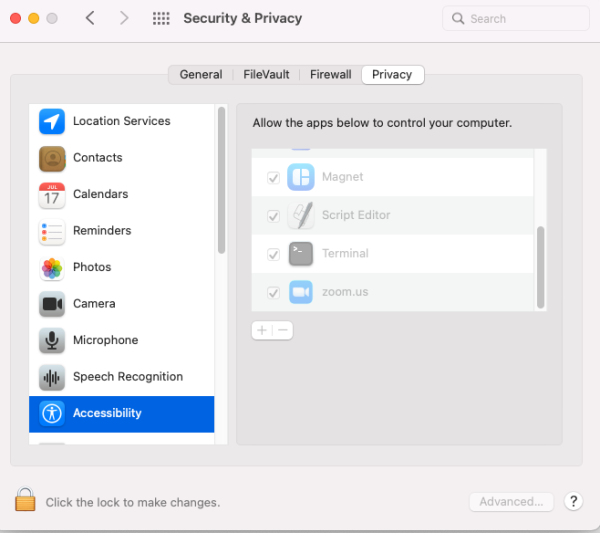 Security & Privacy
Search
General
FileVault
Firewall
Privacy
Location Services
Contacts
JUL
17
Calendars
Reminders
Photos
Camera
Microphone
Speech Recognition
Accessibility
Allow the apps below to control your computer.
Magnet
Script Editor
>_
Terminal
zoom.us
+
−
Click the lock to make changes.
Advanced...
?